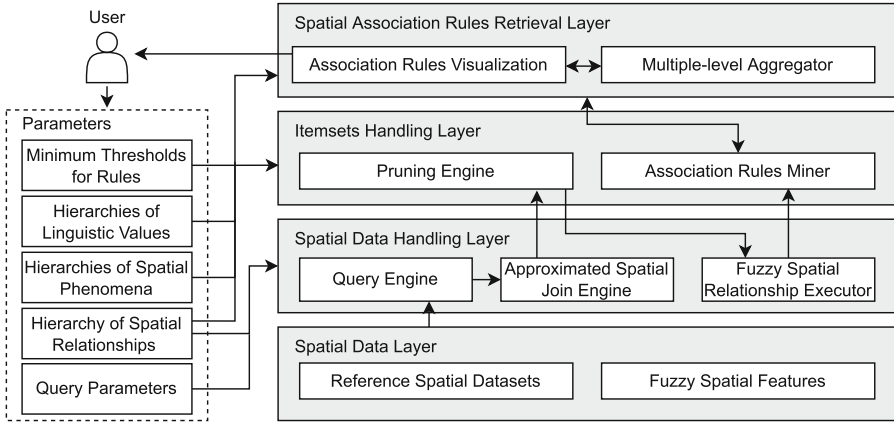 User
Parameters
Minimum Thresholds
for Rules
Hierarchies of
Linguistic Values
Hierarchies of Spatial
Phenomena
Hierarchy of Spatial
Relationships
Query Parameters
Spatial Association Rules Retrieval Layer
Association Rules Visualization
Multiple-level Aggregator
Itemsets Handling Layer
Pruning Engine
Association Rules Miner
Spatial Data Handling Layer
Query Engine
Approximated Spatial
Join Engine
Fuzzy Spatial
Relationship Executor
Spatial Data Layer
Reference Spatial Datasets
Fuzzy Spatial Features